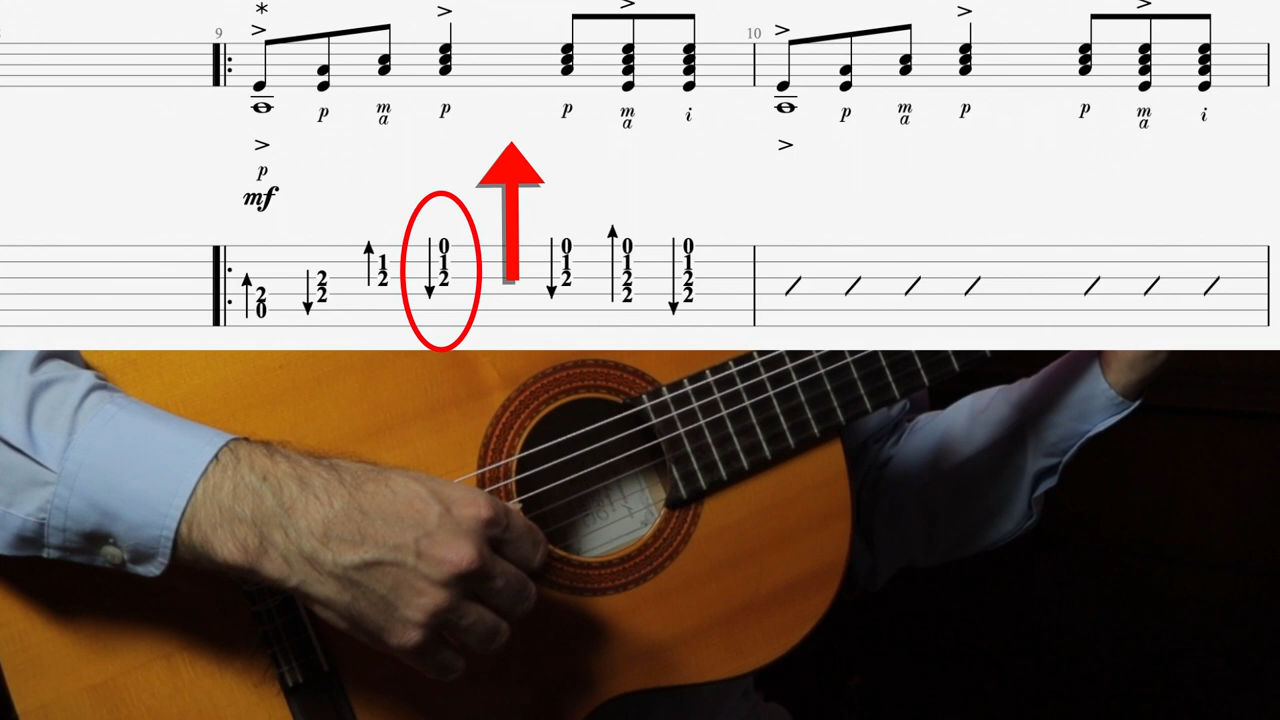 *
9 10
p m p p m i p m p p m i
a a a a
p
mf
0 0 0 0
1 1 1 1 1
2 2 2 2 2 2
2 2 2 2
0